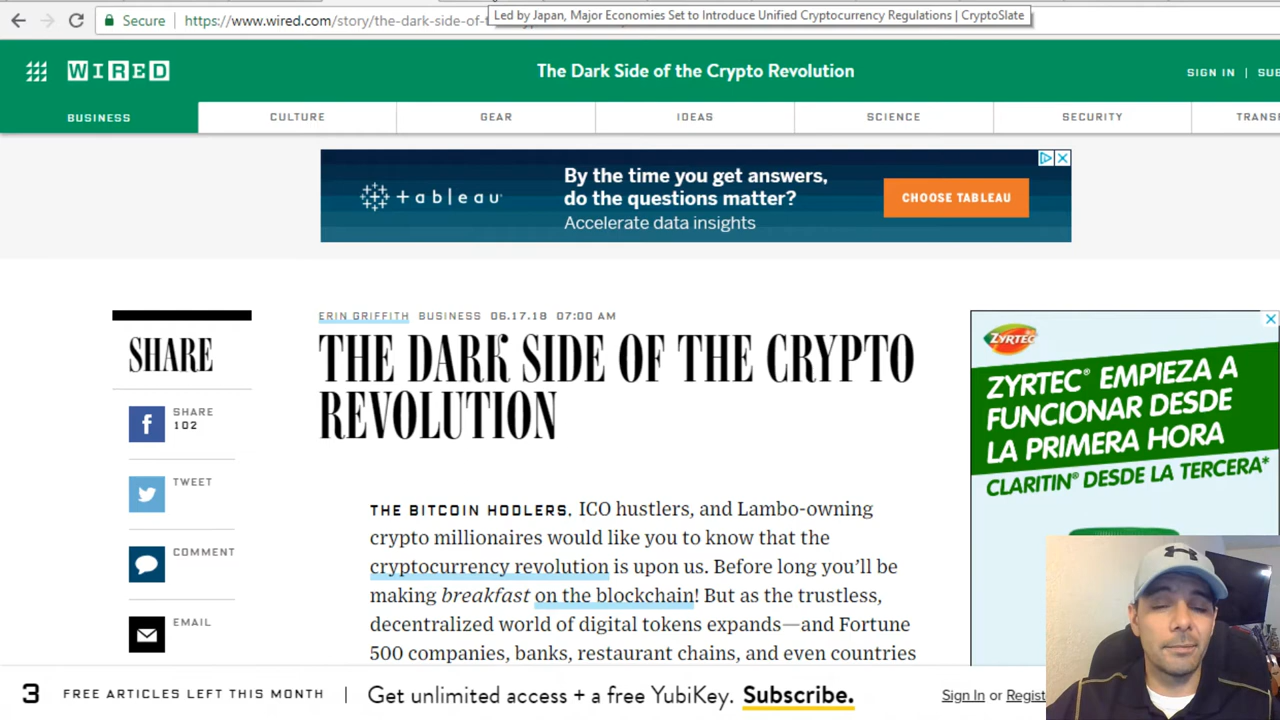 Secure
https://www.wired.com/story/the-dark-side-of-
Led by Japan, Major Economies Set to Introduce Unified Cryptocurrency Regulations | CryptoSlate
WIRED
The Dark Side of the Crypto Revolution
SIGN IN | SUB
BUSINESS
CULTURE
GEAR
IDEAS
SCIENCE
SECURITY
TRANS
+ableau
By the time you get answers,
do the questions matter?
Accelerate data insights
CHOOSE TABLEAU
SHARE
SHARE
102
TWEET
COMMENT
EMAIL
ERIN GRIFFITH BUSINESS 06.17.18 07:00 AM
THE DARK SIDE OF THE CRYPTO
REVOLUTION
THE BITCOIN HODLERS, ICO hustlers, and Lambo-owning
crypto millionaires would like you to know that the
cryptocurrency revolution is upon us. Before long you’ll be
making breakfast on the blockchain! But as the trustless,
decentralized world of digital tokens expands—and Fortune
500 companies, banks, restaurant chains, and even countries
ZYRTEC
ZYRTEC® EMPIEZA A
FUNCIONAR DESDE
LA PRIMERA HORA
CLARITIN® DESDE LA TERCERA*
3 FREE ARTICLES LEFT THIS MONTH | Get unlimited access + a free YubiKey. Subscribe.
Sign In or Regist